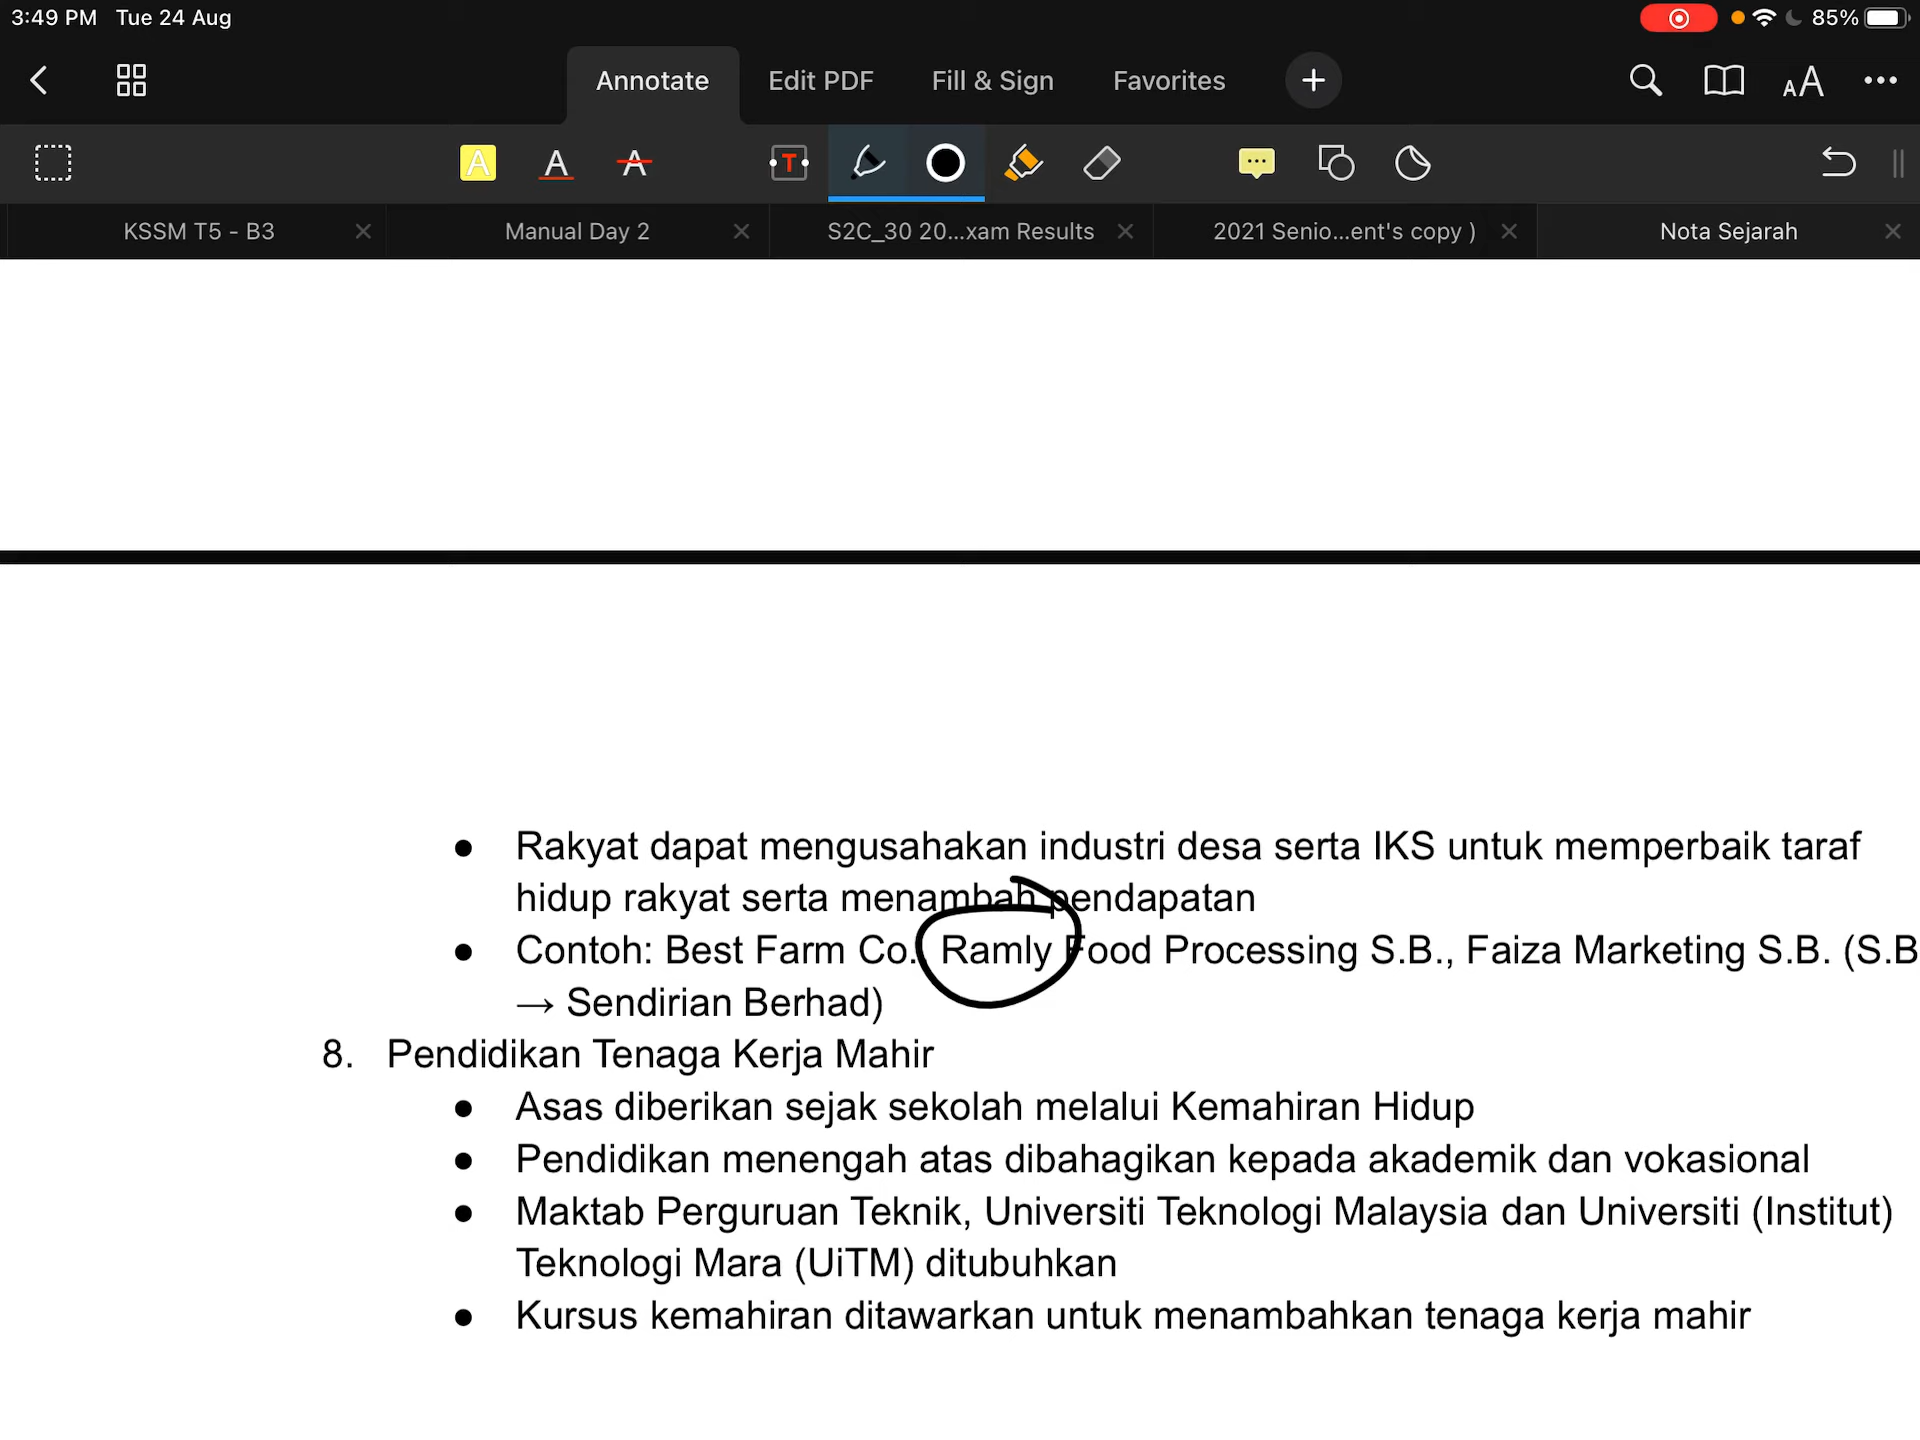 3:49 PM Tue 24 Aug 85%
Annotate Edit PDF Fill & Sign Favorites
KSSM T5 - B3 Manual Day 2 S2C_30 20...xam Results 2021 Senio...ent's copy ) Nota Sejarah
● Rakyat dapat mengusahakan industri desa serta IKS untuk memperbaik taraf
hidup rakyat serta menambah pendapatan
● Contoh: Best Farm Co., Ramly Food Processing S.B., Faiza Marketing S.B. (S.B
→ Sendirian Berhad)
8. Pendidikan Tenaga Kerja Mahir
● Asas diberikan sejak sekolah melalui Kemahiran Hidup
● Pendidikan menengah atas dibahagikan kepada akademik dan vokasional
● Maktab Perguruan Teknik, Universiti Teknologi Malaysia dan Universiti (Institut)
Teknologi Mara (UiTM) ditubuhkan
● Kursus kemahiran ditawarkan untuk menambahkan tenaga kerja mahir